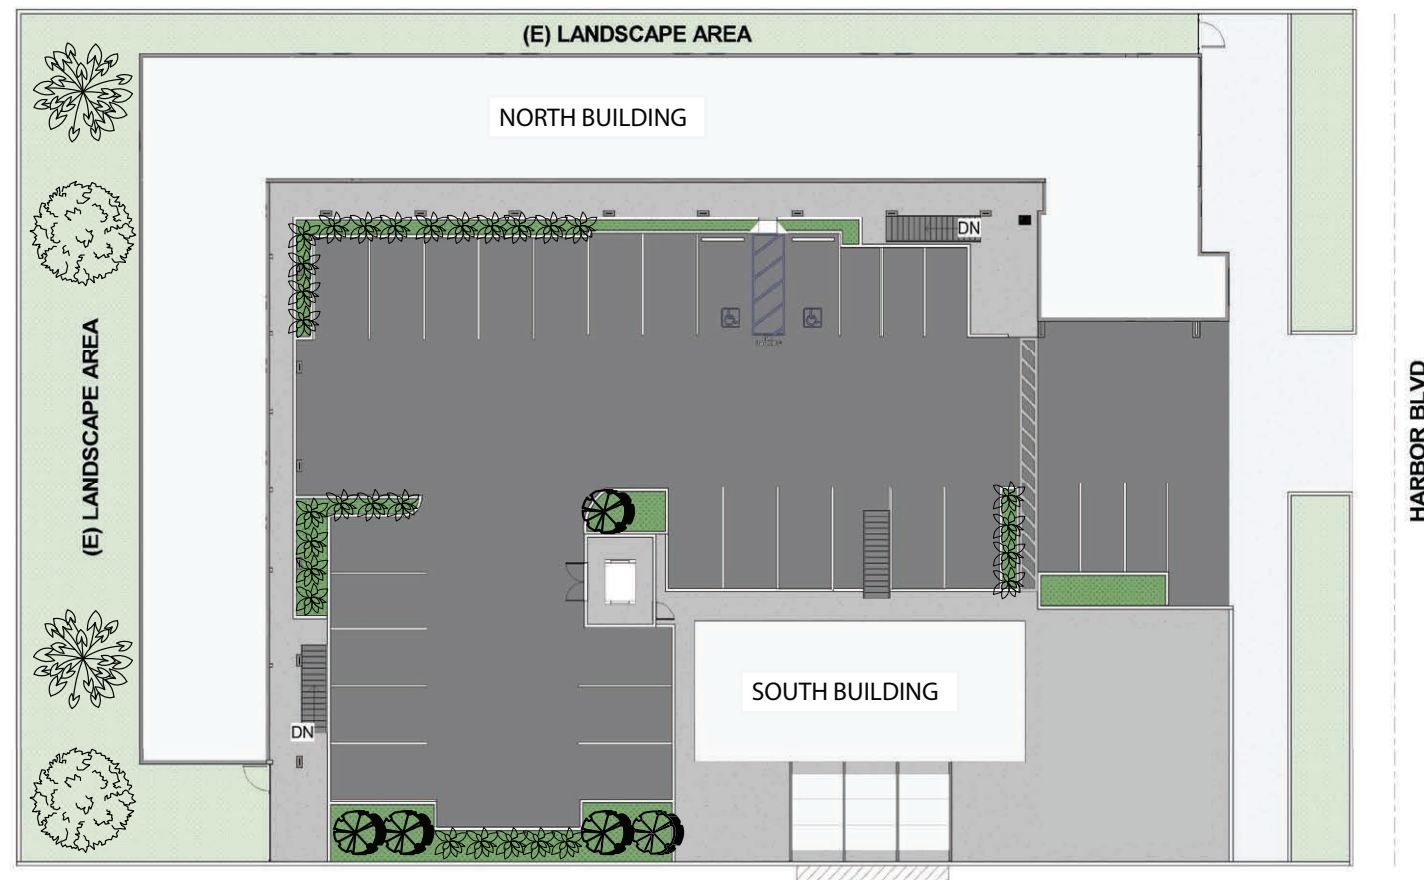 (E) LANDSCAPE AREA
NORTH BUILDING
DN
(E) LANDSCAPE AREA
HARBOR BLVD
SOUTH BUILDING
DN